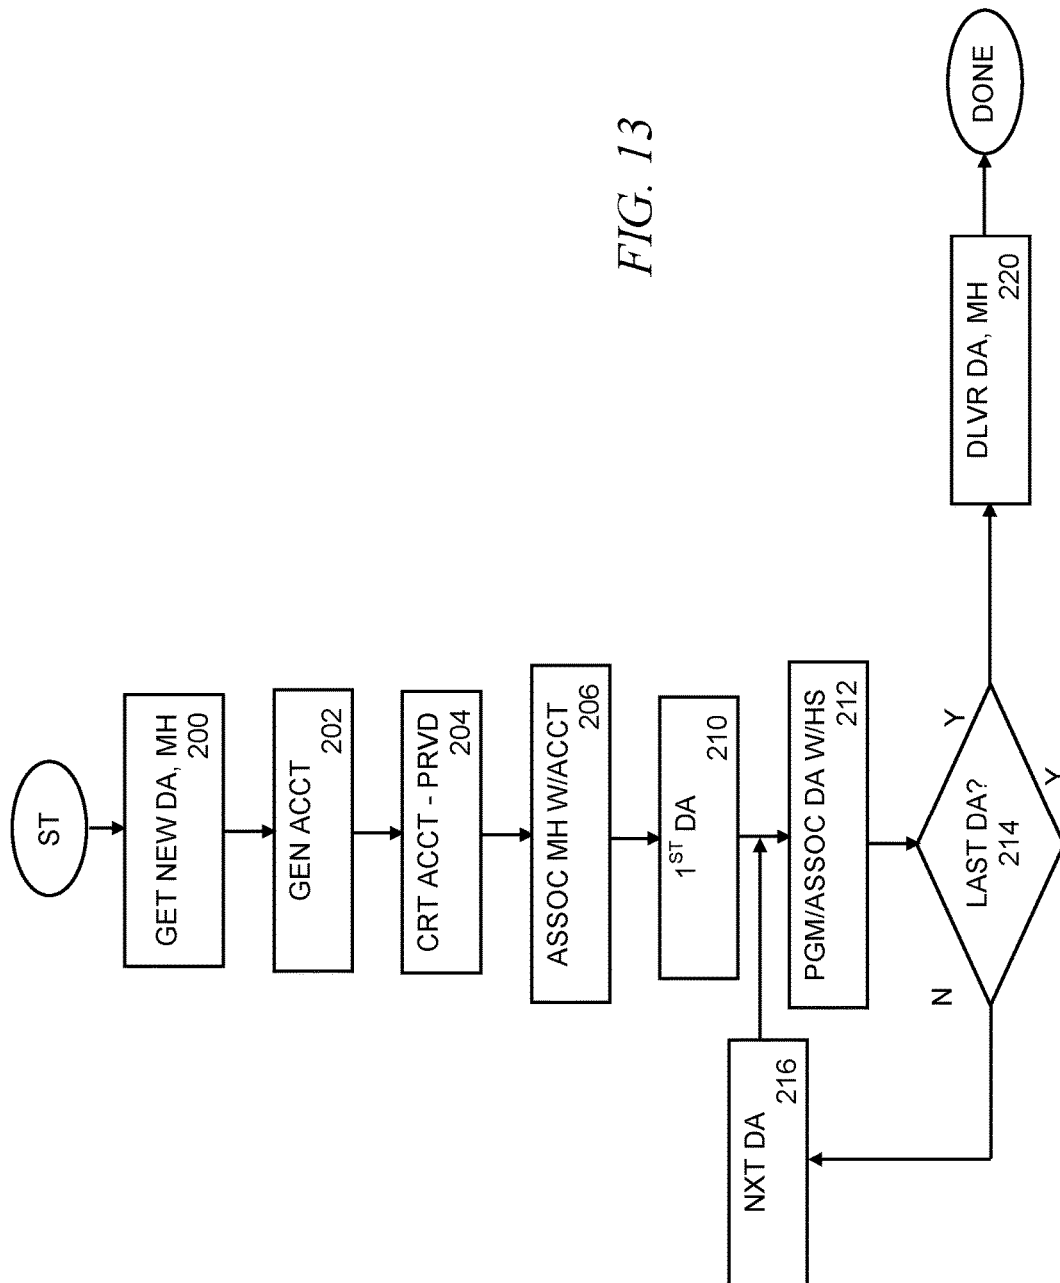 ST
GET NEW DA, MH
200
GEN ACCT
202
CRT ACCT - PRVD
204
ASSOC MH W/ACCT
206
1ST DA
210
PGM/ASSOC DA W/HS
212
LAST DA?
214
N
Y
Y
NXT DA
216
DLVR DA, MH
220
DONE
FIG. 13